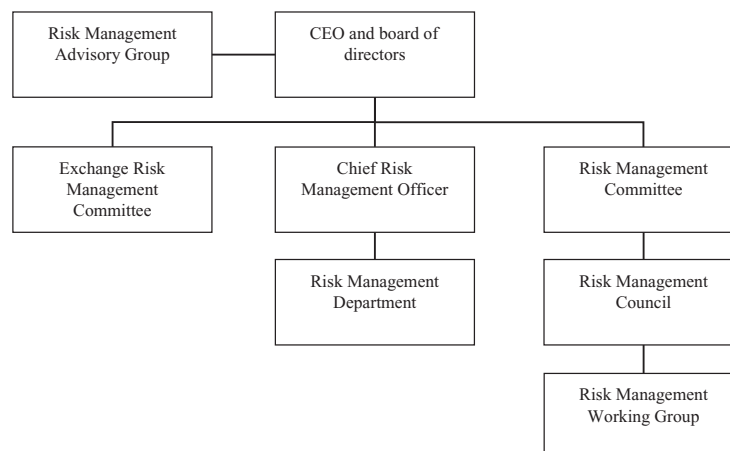 Risk Management
Advisory Group
CEO and board of
directors
Exchange Risk
Management
Committee
Chief Risk
Management Officer
Risk Management
Committee
Risk Management
Department
Risk Management
Council
Risk Management
Working Group